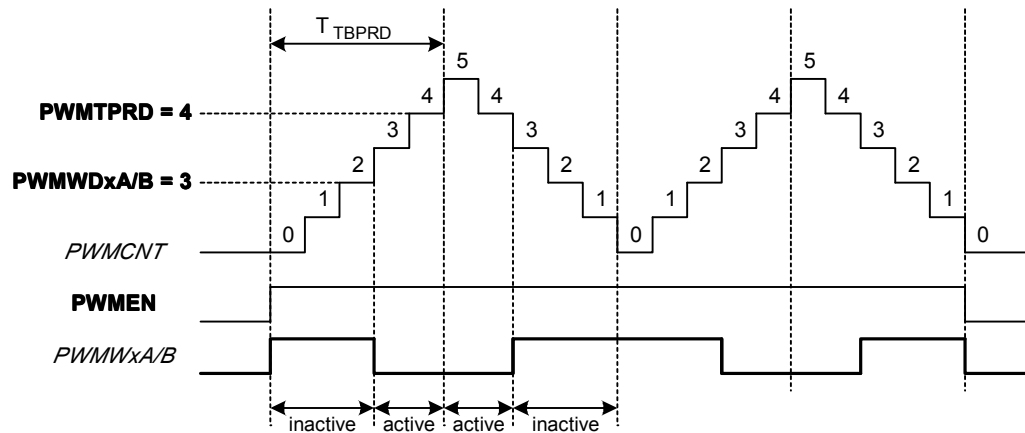 T TBPRD
5 5
4 4 4 4
PWMTPRD = 4
3 3 3 3
2 2 2 2
PWMWDxA/B = 3
1 1 1 1
0 0 0
PWMCNT
PWMEN
PWMWxA/B
inactive active active inactive